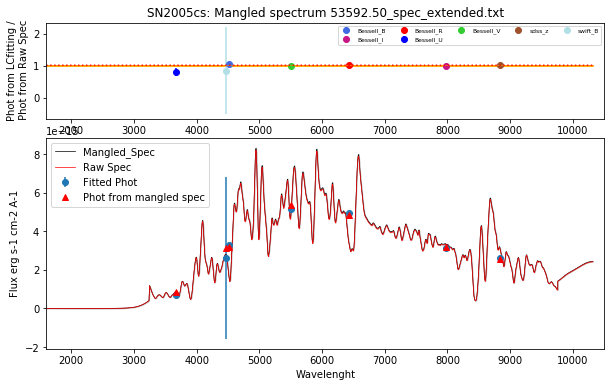 SN2005cs: Mangled spectrum 53592.50_spec_extended.txt
Phot from LCfitting /
Phot from Raw Spec
2
1
0
Bessell_B
Bessell_I
Bessell_R
Bessell_U
Bessell_V
sdss_z
swift_B
2000 3000 4000 5000 6000 7000 8000 9000 10000
1e−15
Flux erg s-1 cm-2 A-1
8
6
4
2
0
−2
Mangled_Spec
Raw Spec
Fitted Phot
Phot from mangled spec
2000 3000 4000 5000 6000 7000 8000 9000 10000
Wavelenght